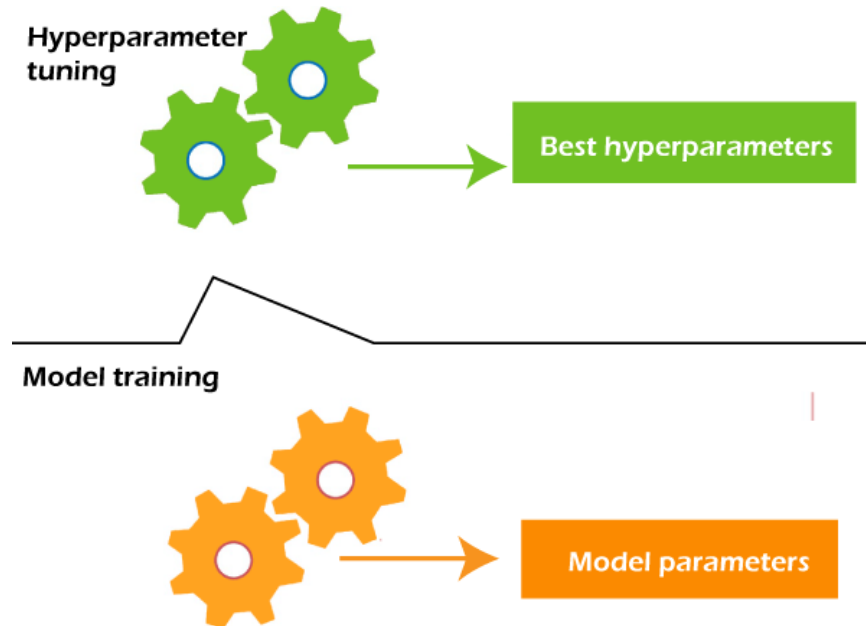 Hyperparameter
tuning
Best hyperparameters
Model training
Model parameters